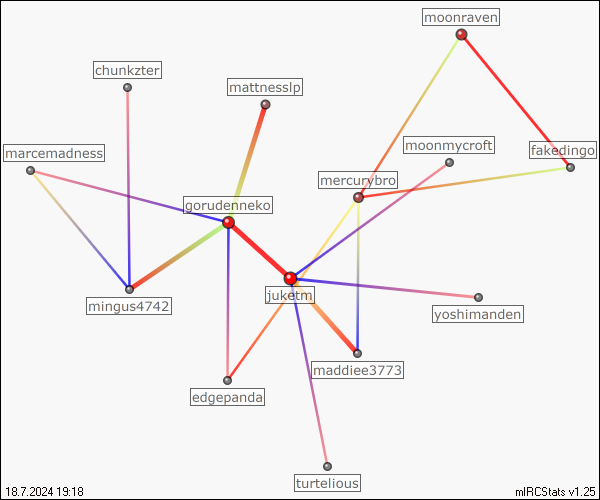 moonraven
chunkzter
mattnesslp
moonmycroft
fakedingo
marcemadness
mercurybro
gorudenneko
juketm
mingus4742
yoshimanden
maddiee3773
edgepanda
turtelious
18.7.2024 19:18
mIRCStats v1.25